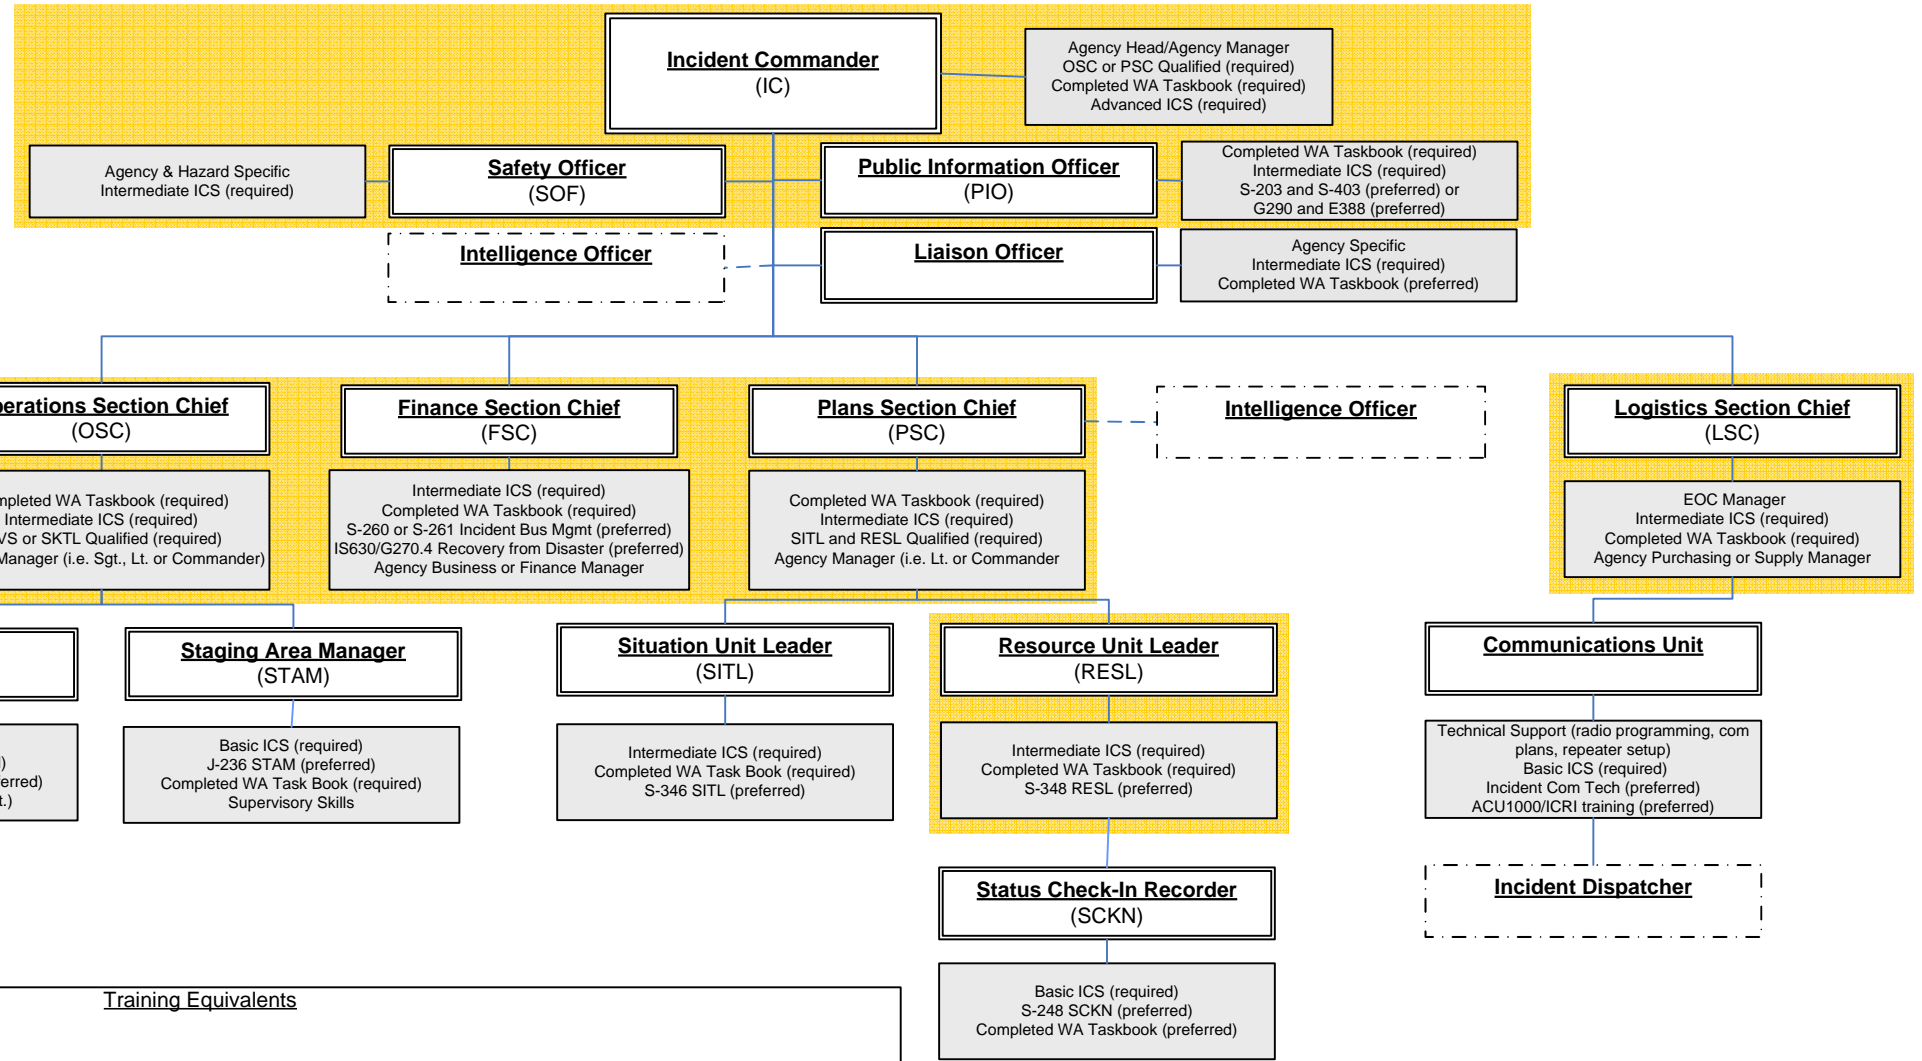 Incident Commander
(IC)
Agency Head/Agency Manager
OSC or PSC Qualified (required)
Completed WA Taskbook (required)
Advanced ICS (required)
Agency & Hazard Specific
Intermediate ICS (required)
Safety Officer
(SOF)
Public Information Officer
(PIO)
Completed WA Taskbook (required)
Intermediate ICS (required)
S-203 and S-403 (preferred) or
G290 and E388 (preferred)
Intelligence Officer
Liaison Officer
Agency Specific
Intermediate ICS (required)
Completed WA Taskbook (preferred)
perations Section Chief
(OSC)
Finance Section Chief
(FSC)
Plans Section Chief
(PSC)
Intelligence Officer
Logistics Section Chief
(LSC)
mpleted WA Taskbook (required)
Intermediate ICS (required)
VS or SKTL Qualified (required)
Manager (i.e. Sgt., Lt. or Commander)
Intermediate ICS (required)
Completed WA Taskbook (required)
S-260 or S-261 Incident Bus Mgmt (preferred)
IS630/G270.4 Recovery from Disaster (preferred)
Agency Business or Finance Manager
Completed WA Taskbook (required)
Intermediate ICS (required)
SITL and RESL Qualified (required)
Agency Manager (i.e. Lt. or Commander
EOC Manager
Intermediate ICS (required)
Completed WA Taskbook (required)
Agency Purchasing or Supply Manager
Staging Area Manager
(STAM)
Situation Unit Leader
(SITL)
Resource Unit Leader
(RESL)
Communications Unit
)
erred)
t.)
Basic ICS (required)
J-236 STAM (preferred)
Completed WA Task Book (required)
Supervisory Skills
Intermediate ICS (required)
Completed WA Task Book (required)
S-346 SITL (preferred)
Intermediate ICS (required)
Completed WA Taskbook (required)
S-348 RESL (preferred)
Technical Support (radio programming, com
plans, repeater setup)
Basic ICS (required)
Incident Com Tech (preferred)
ACU1000/ICRI training (preferred)
Status Check-In Recorder
(SCKN)
Incident Dispatcher
Basic ICS (required)
S-248 SCKN (preferred)
Completed WA Taskbook (preferred)
Training Equivalents